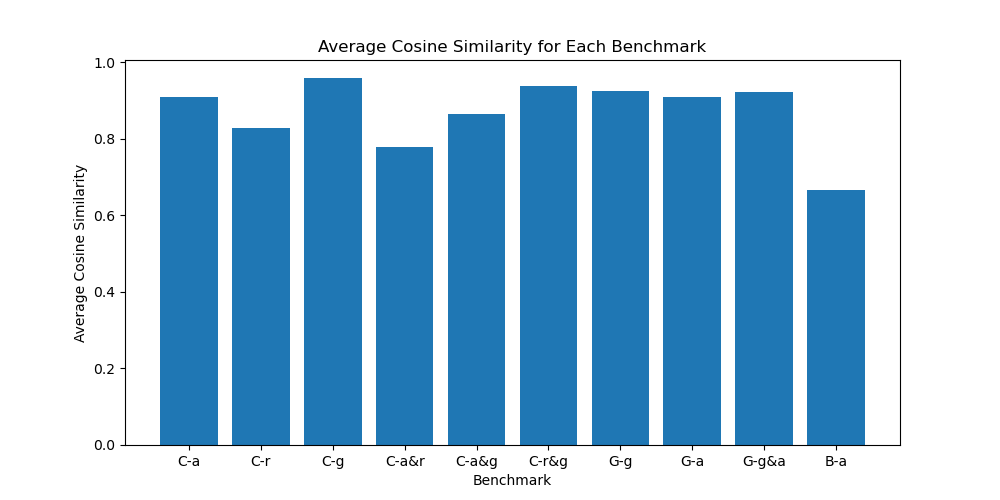 Average Cosine Similarity for Each Benchmark
Average Cosine Similarity
1.0
0.8
0.6
0.4
0.2
0.0
C-a C-r C-g C-a&r C-a&g C-r&g G-g G-a G-g&a B-a
Benchmark